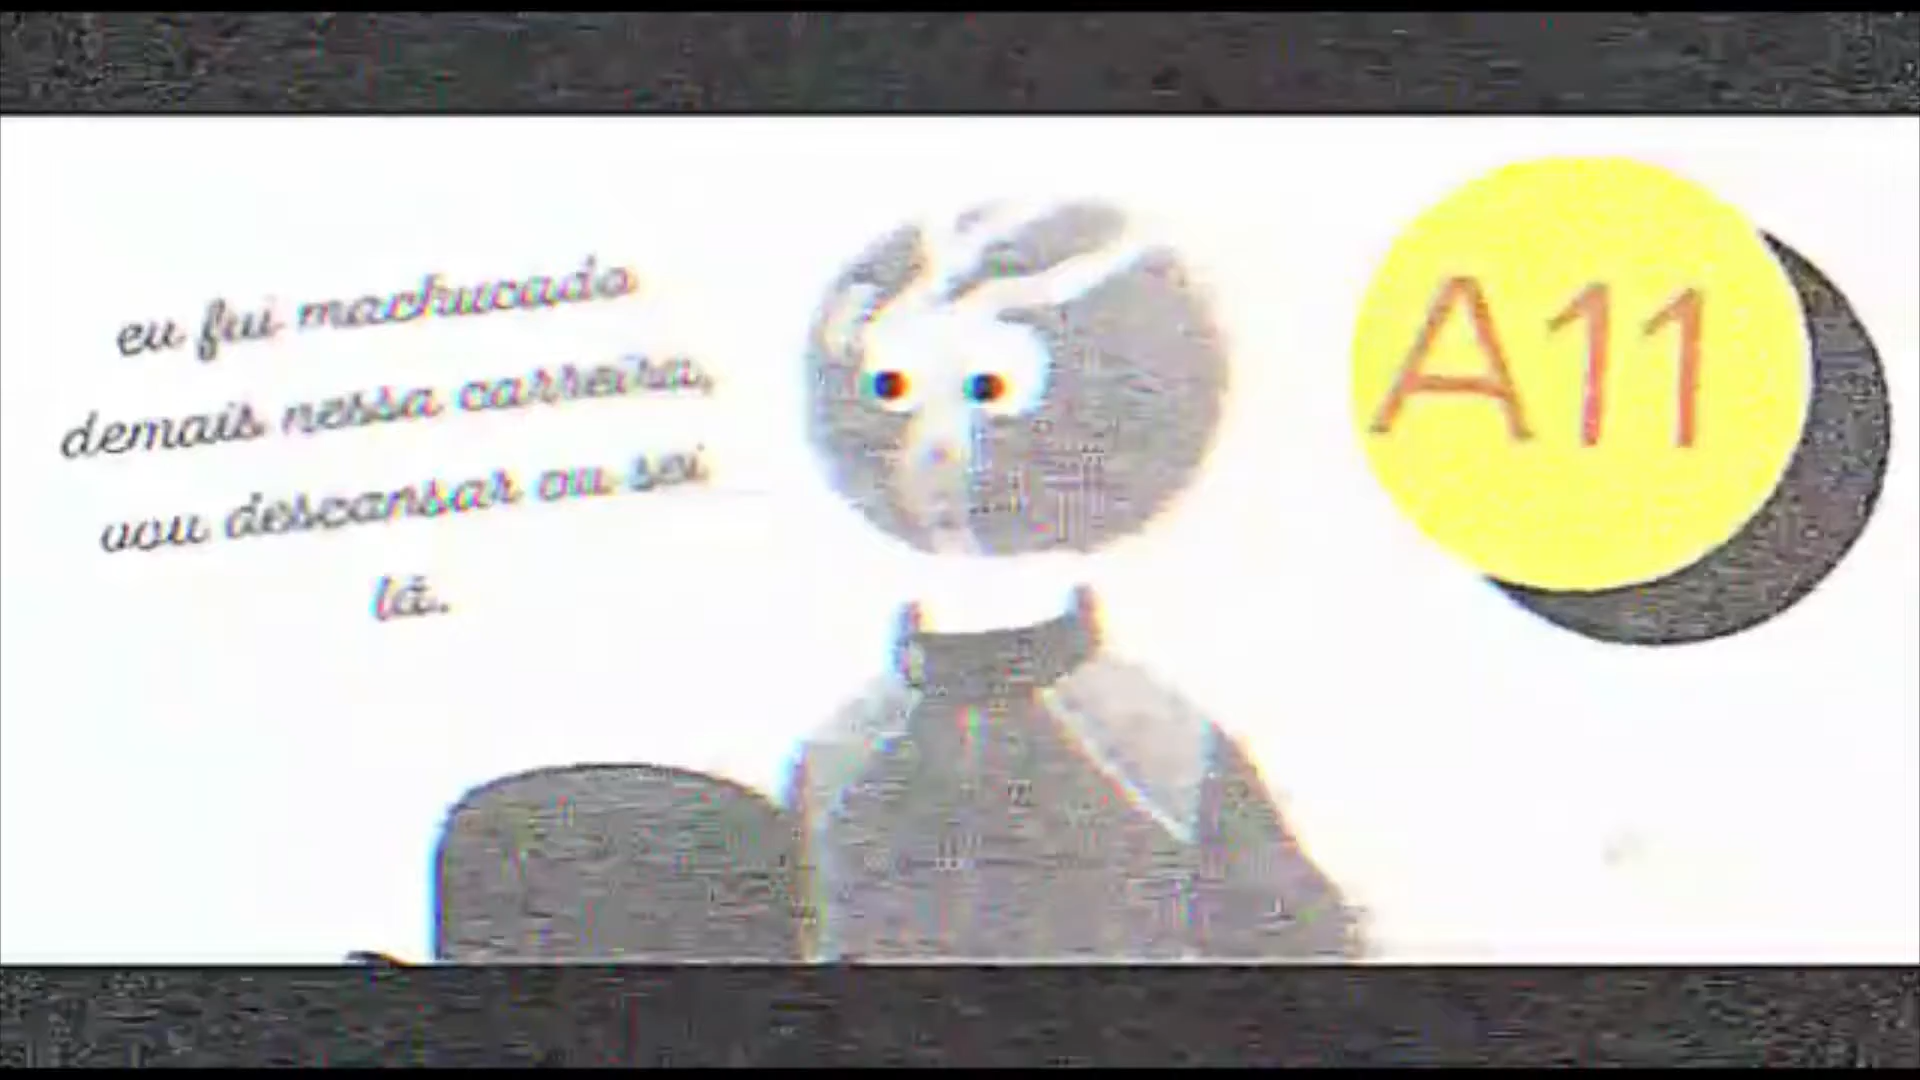 eu fui machucado
demais nessa carreira,
vou descansar ou sei
lá.
A11